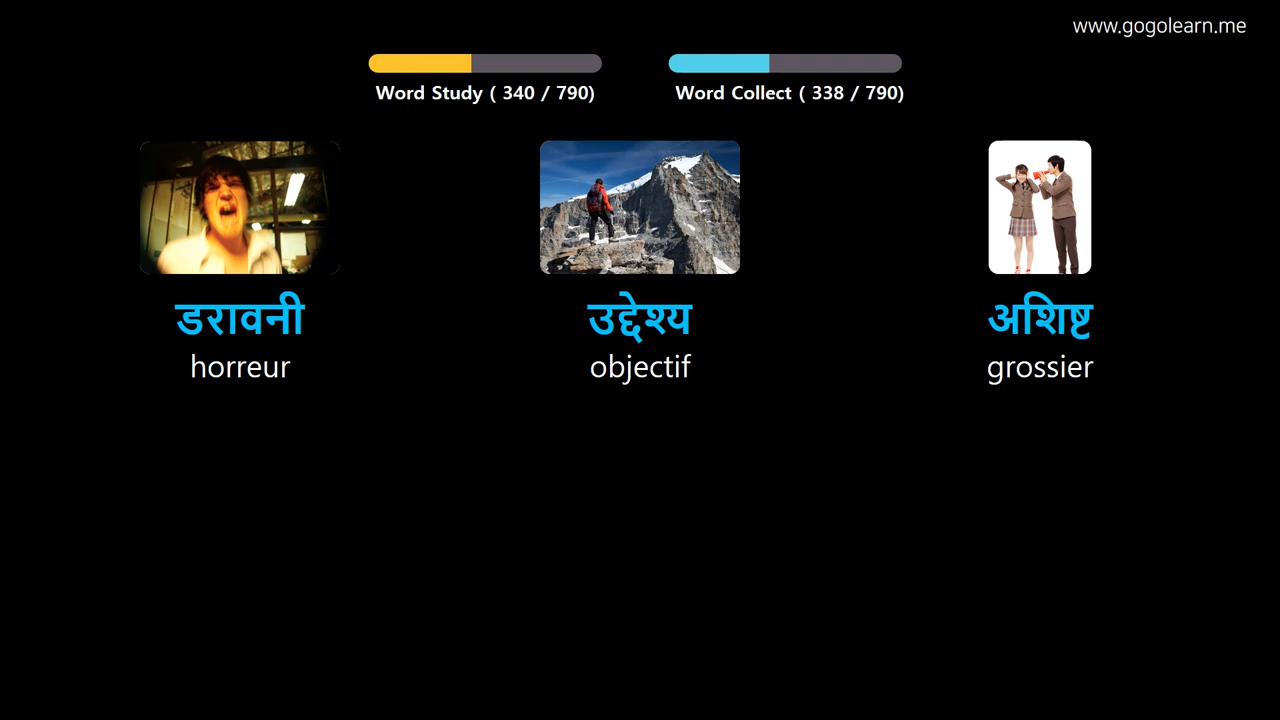 www.gogolearn.me
Word Study ( 340 / 790)
Word Collect ( 338 / 790)
डरावनी
उद्देश्य
अशिष्ट
horreur
objectif
grossier